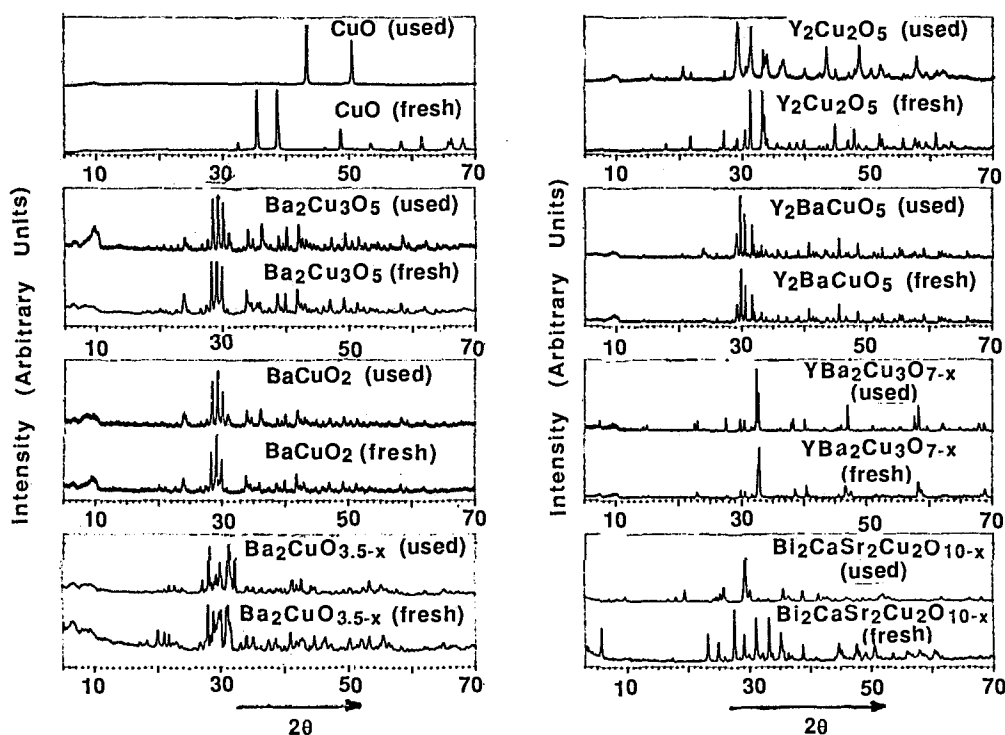 CuO (used)
CuO (fresh)
10 30 50 70
Ba₂Cu₃O₅ (used)
Ba₂Cu₃O₅ (fresh)
10 30 50 70
BaCuO₂ (used)
BaCuO₂ (fresh)
10 30 50 70
Ba₂CuO₃.₅₋ₓ (used)
Ba₂CuO₃.₅₋ₓ (fresh)
10 30 50 70
2θ
Intensity (Arbitrary Units)
Y₂Cu₂O₅ (used)
Y₂Cu₂O₅ (fresh)
10 30 50 70
Y₂BaCuO₅ (used)
Y₂BaCuO₅ (fresh)
10 30 50 70
YBa₂Cu₃O₇₋ₓ
(used)
YBa₂Cu₃O₇₋ₓ
(fresh)
10 30 50 70
Bi₂CaSr₂Cu₂O₁₀₋ₓ
(used)
Bi₂CaSr₂Cu₂O₁₀₋ₓ
(fresh)
10 30 50 70
2θ
Intensity (Arbitrary Units)